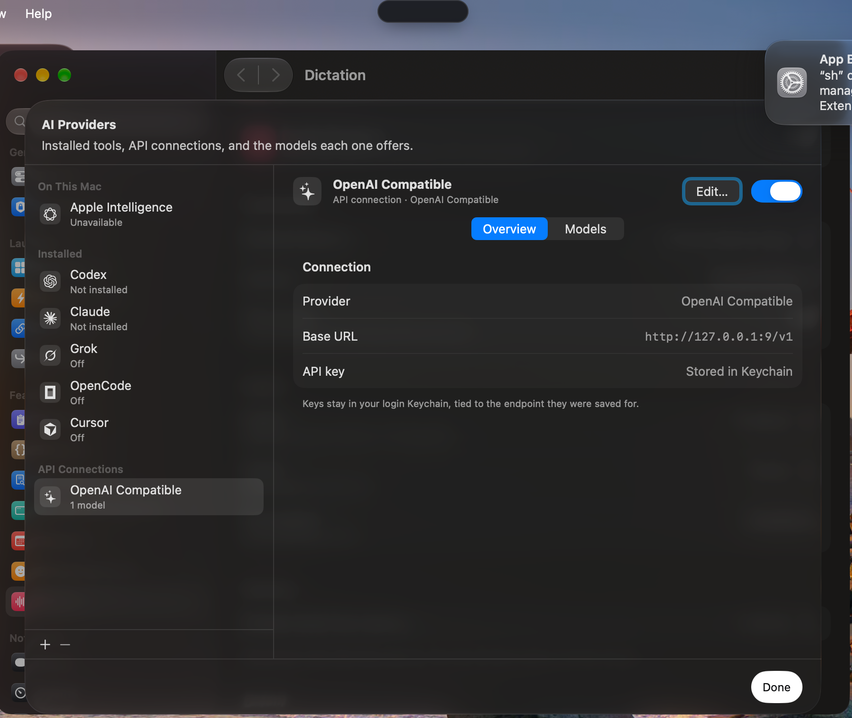 Help
Dictation
App
"sh"
AI Providers
Installed tools, API connections, and the models each one offers.
On This Mac
Apple Intelligence
Unavailable
Installed
Codex
Not installed
Claude
Not installed
Grok
Off
OpenCode
Off
Cursor
Off
API Connections
OpenAI Compatible
1 model
OpenAI Compatible
API connection · OpenAI Compatible
Edit...
Overview
Models
Connection
Provider
OpenAI Compatible
Base URL
http://127.0.0.1:9/v1
API key
Stored in Keychain
Keys stay in your login Keychain, tied to the endpoint they were saved for.
Done